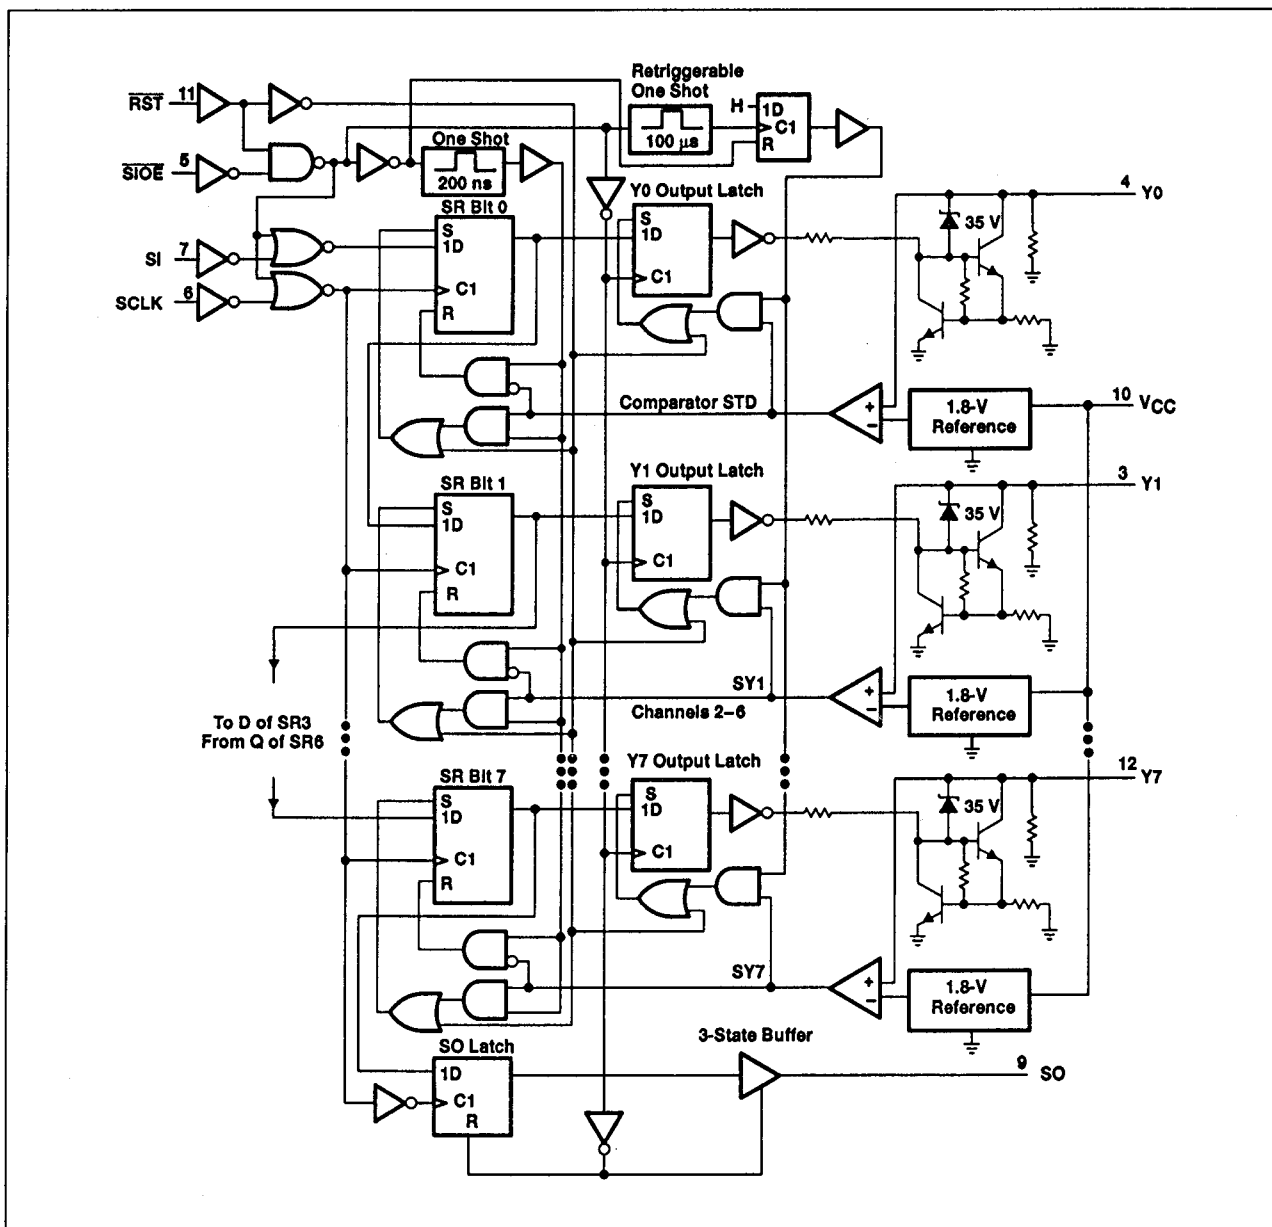 Retriggerable
One Shot
RST 11
H 1D
C1
R
100 µs
SIOE 5
One Shot
200 ns
Y0 Output Latch
4 Y0
SR Bit 0
S
1D
C1
R
S
1D
C1
35 V
SI 7
SCLK 6
Comparator STD
+
–
1.8-V
Reference
10 VCC
SR Bit 1
S
1D
C1
R
Y1 Output Latch
S
1D
C1
3 Y1
35 V
SY1
Channels 2–6
+
–
1.8-V
Reference
To D of SR3
From Q of SR6
SR Bit 7
S
1D
C1
R
Y7 Output Latch
S
1D
C1
12 Y7
35 V
SY7
+
–
1.8-V
Reference
SO Latch
1D
C1
R
3-State Buffer
9 SO